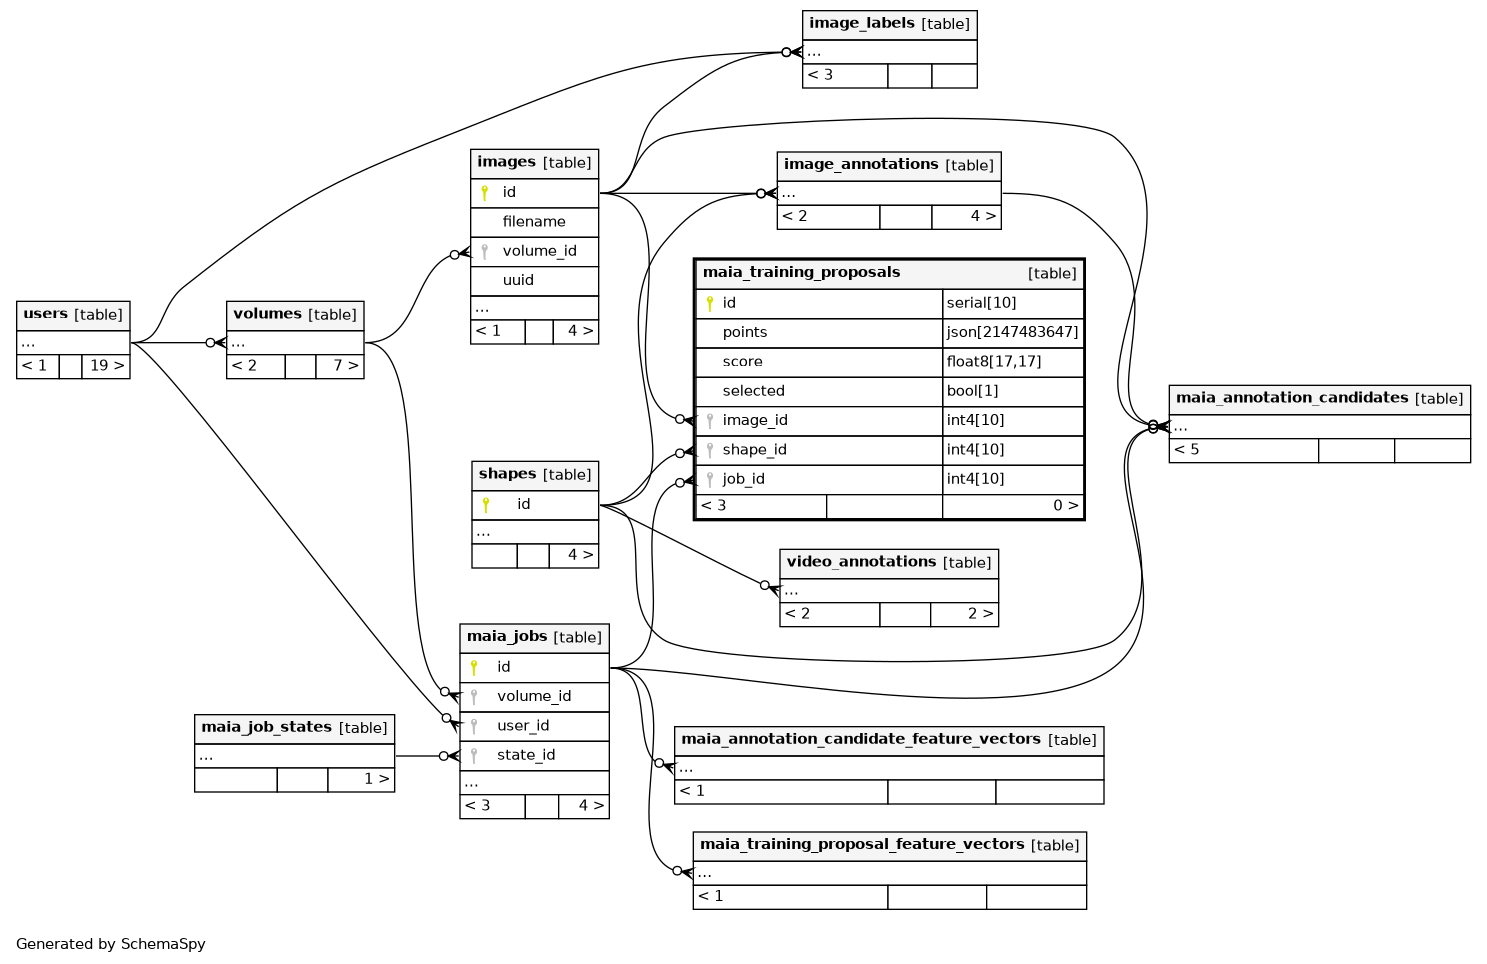 image_labels [table]
...
< 3
images [table]
id
filename
volume_id
uuid
...
< 1 4 >
image_annotations [table]
...
< 2 4 >
maia_training_proposals [table]
id serial[10]
points json[2147483647]
score float8[17,17]
selected bool[1]
image_id int4[10]
shape_id int4[10]
job_id int4[10]
< 3 0 >
users [table]
...
< 1 19 >
volumes [table]
...
< 2 7 >
maia_annotation_candidates [table]
...
< 5
shapes [table]
id
...
4 >
video_annotations [table]
...
< 2 2 >
maia_jobs [table]
id
volume_id
user_id
state_id
...
< 3 4 >
maia_job_states [table]
...
1 >
maia_annotation_candidate_feature_vectors [table]
...
< 1
maia_training_proposal_feature_vectors [table]
...
< 1
Generated by SchemaSpy